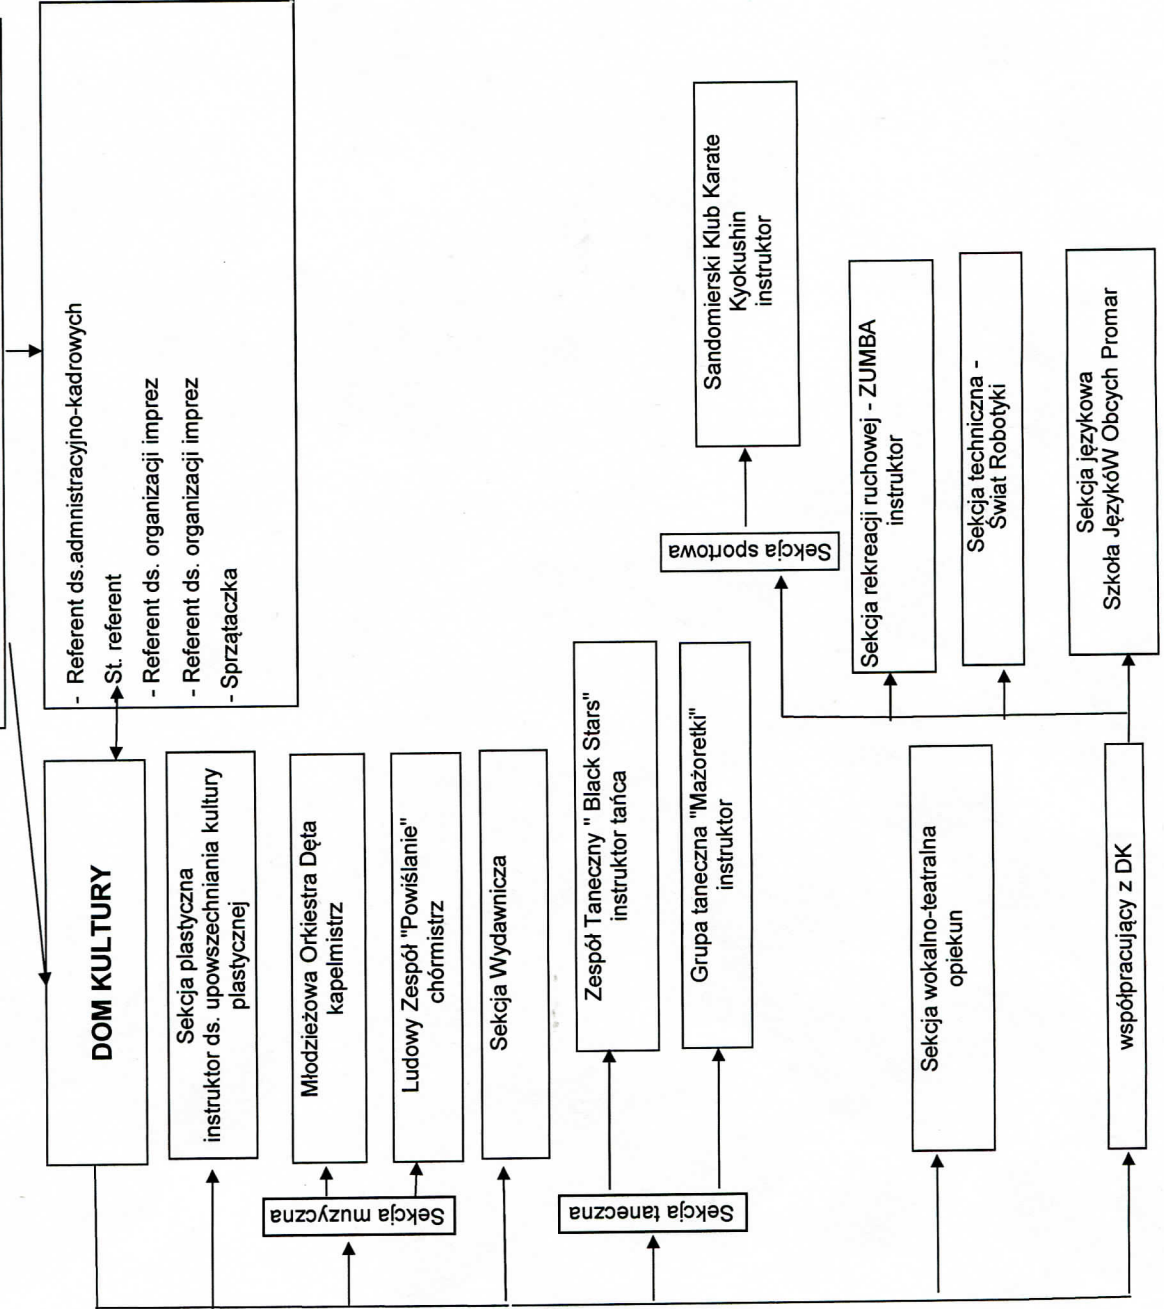 - Referent ds.admnistracyjno-kadrowych
St. referent
- Referent ds. organizacji imprez
- Referent ds. organizacji imprez
- Sprzątaczka
DOM KULTURY
Sekcja plastyczna
instruktor ds. upowszechniania kultury
plastycznej
Sekcja muzyczna
Młodzieżowa Orkiestra Dęta
kapelmistrz
Ludowy Zespół "Powiślanie"
chórmistrz
Sekcja Wydawnicza
Sekcja taneczna
Zespół Taneczny " Black Stars"
instruktor tańca
Grupa taneczna "Mażoretki"
instruktor
Sekcja wokalno-teatralna
opiekun
współpracujący z DK
Sekcja sportowa
Sandomierski Klub Karate
Kyokushin
instruktor
Sekcja rekreacji ruchowej - ZUMBA
instruktor
Sekcja techniczna -
Świat Robotyki
Sekcja językowa
Szkoła JęzykóW Obcych Promar